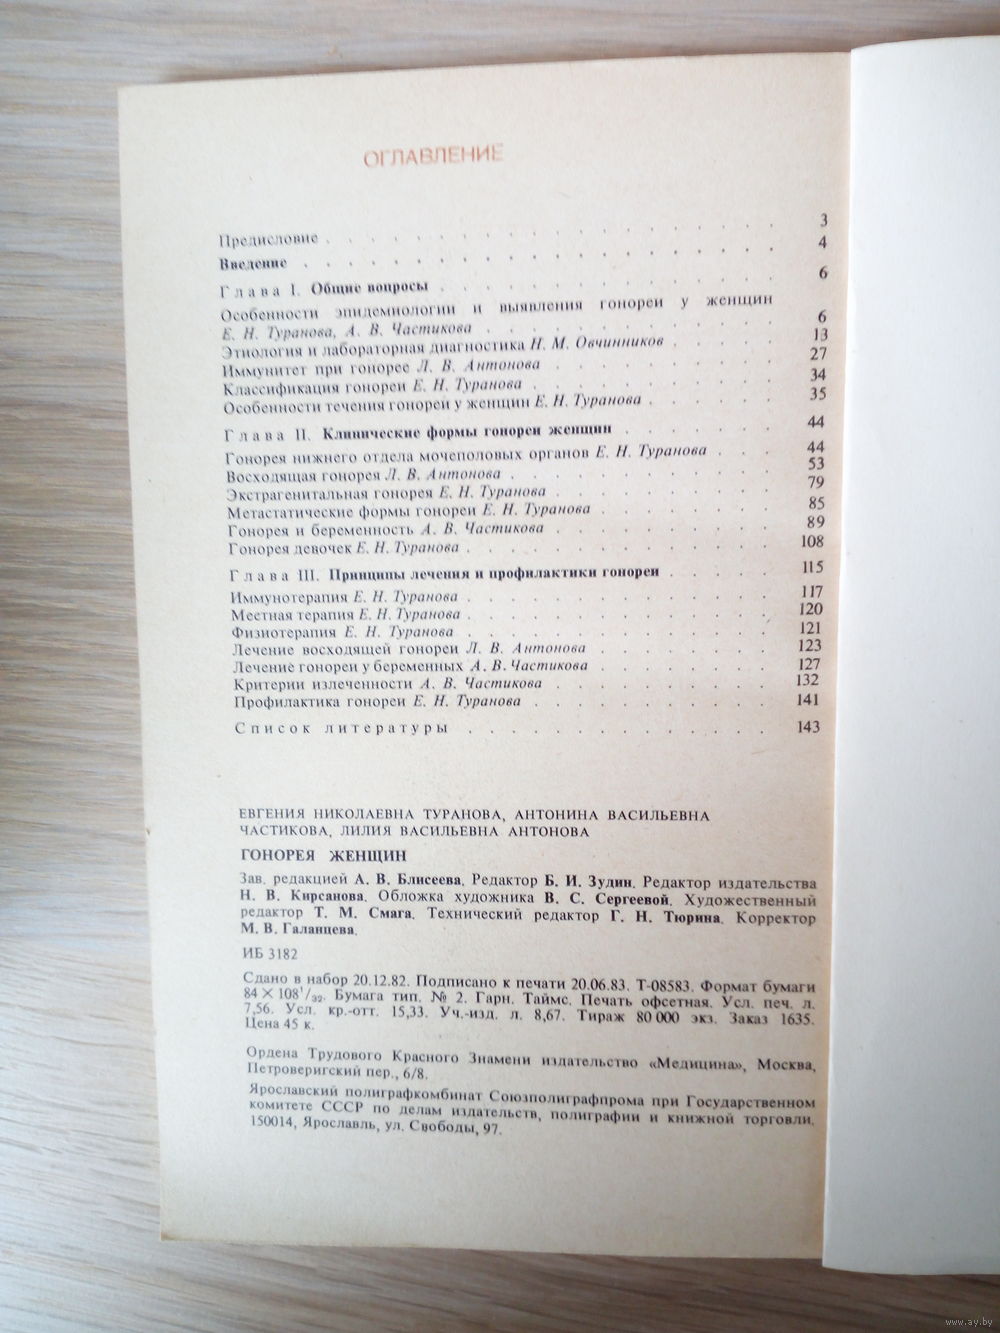 ОГЛАВЛЕНИЕ
Предисловие . . . . . . . . . . . . . . 3
Введение . . . . . . . . . . . . . . 4
Глава I. Общие вопросы . . . . . . . . . . . 6
Особенности эпидемиологии и выявления гонореи у женщин
Е. Н. Туранова, А. В. Частикова . . . . . . . . . 6
Этиология и лабораторная диагностика Н. М. Овчинников . . . . 13
Иммунитет при гонорее Л. В. Антонова . . . . . . . 27
Классификация гонореи Е. Н. Туранова . . . . . . . . 34
Особенности течения гонореи у женщин Е. Н. Туранова . . . . 35
Глава II. Клинические формы гонореи женщин . . . . . 44
Гонорея нижнего отдела мочеполовых органов Е. Н. Туранова . . . 44
Восходящая гонорея Л. В. Антонова . . . . . . . . 53
Экстрагенитальная гонорея Е. Н. Туранова . . . . . . . 79
Метастатические формы гонореи Е. Н. Туранова . . . . . . 85
Гонорея и беременность А. В. Частикова . . . . . . . 89
Гонорея девочек Е. Н. Туранова . . . . . . . . . . 108
Глава III. Принципы лечения и профилактики гонореи . . . . 115
Иммунотерапия Е. Н. Туранова . . . . . . . . . . 117
Местная терапия Е. Н. Туранова . . . . . . . . . . 120
Физиотерапия Е. Н. Туранова . . . . . . . . . . 121
Лечение восходящей гонореи Л. В. Антонова . . . . . . 123
Лечение гонореи у беременных А. В. Частикова . . . . . . 127
Критерии излеченности А. В. Частикова . . . . . . . 132
Профилактика гонореи Е. Н. Туранова . . . . . . . . 141
Список литературы . . . . . . . . . . 143
ЕВГЕНИЯ НИКОЛАЕВНА ТУРАНОВА, АНТОНИНА ВАСИЛЬЕВНА
ЧАСТИКОВА, ЛИЛИЯ ВАСИЛЬЕВНА АНТОНОВА
ГОНОРЕЯ ЖЕНЩИН
Зав. редакцией А. В. Блисеева. Редактор Б. И. Зудин. Редактор издательства
Н. В. Кирсанова. Обложка художника В. С. Сергеевой. Художественный
редактор Т. М. Смага. Технический редактор Г. Н. Тюрина. Корректор
М. В. Галанцева.
ИБ 3182
Сдано в набор 20.12.82. Подписано к печати 20.06.83. Т-08583. Формат бумаги
84×108¹/₃₂. Бумага тип. № 2. Гарн. Таймс. Печать офсетная. Усл. печ. л.
7,56. Усл. кр.-отт. 15,33. Уч.-изд. л. 8,67. Тираж 80 000 экз. Заказ 1635.
Цена 45 к.
Ордена Трудового Красного Знамени издательство «Медицина», Москва,
Петроверигский пер., 6/8.
Ярославский полиграфкомбинат Союзполиграфпрома при Государственном
комитете СССР по делам издательств, полиграфии и книжной торговли.
150014, Ярославль, ул. Свободы, 97.
www.ay.by